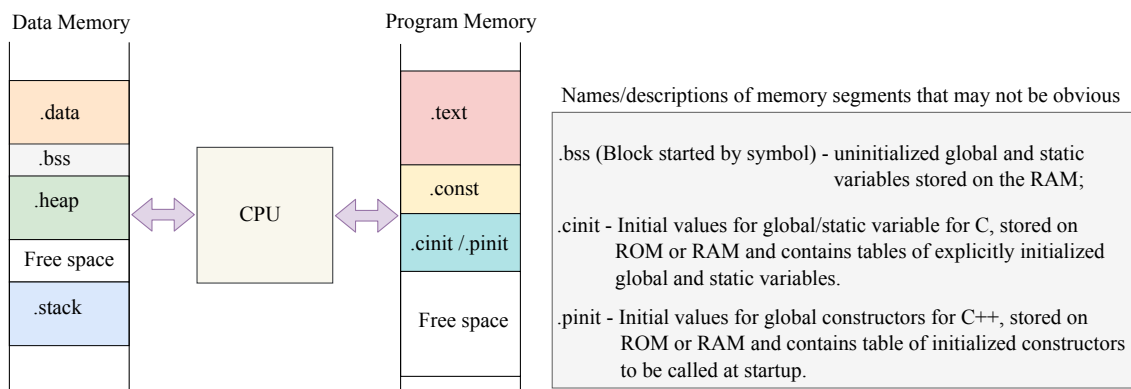 Data Memory
.data
.bss
.heap
Free space
.stack
CPU
Program Memory
.text
.const
.cinit /.pinit
Free space
Names/descriptions of memory segments that may not be obvious
.bss (Block started by symbol) - uninitialized global and static
variables stored on the RAM;
.cinit - Initial values for global/static variable for C, stored on
ROM or RAM and contains tables of explicitly initialized
global and static variables.
.pinit - Initial values for global constructors for C++, stored on
ROM or RAM and contains table of initialized constructors
to be called at startup.